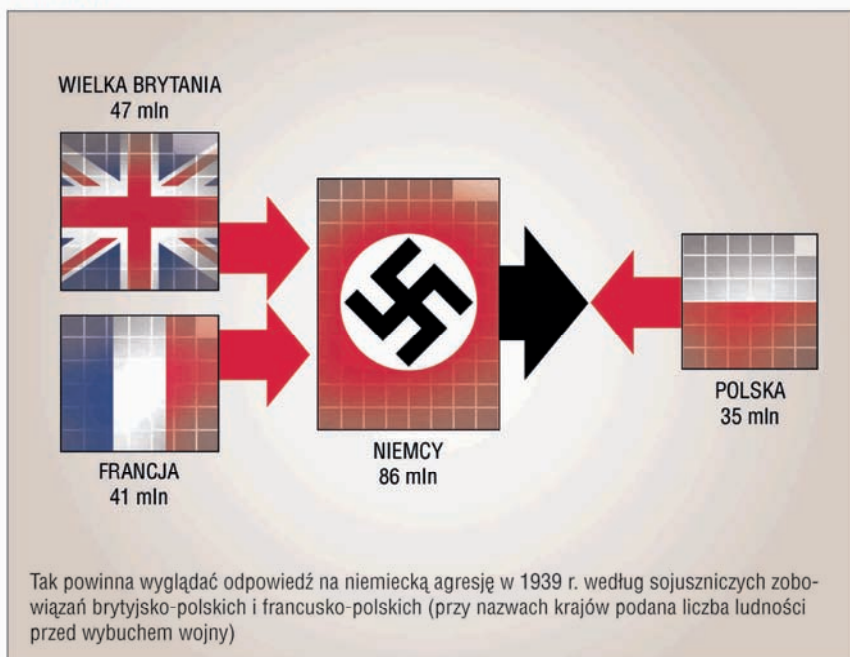 WIELKA BRYTANIA
47 mln
FRANCJA
41 mln
NIEMCY
86 mln
POLSKA
35 mln
Tak powinna wyglądać odpowiedź na niemiecką agresję w 1939 r. według sojuszniczych zobo-
wiązań brytyjsko-polskich i francusko-polskich (przy nazwach krajów podana liczba ludności
przed wybuchem wojny)